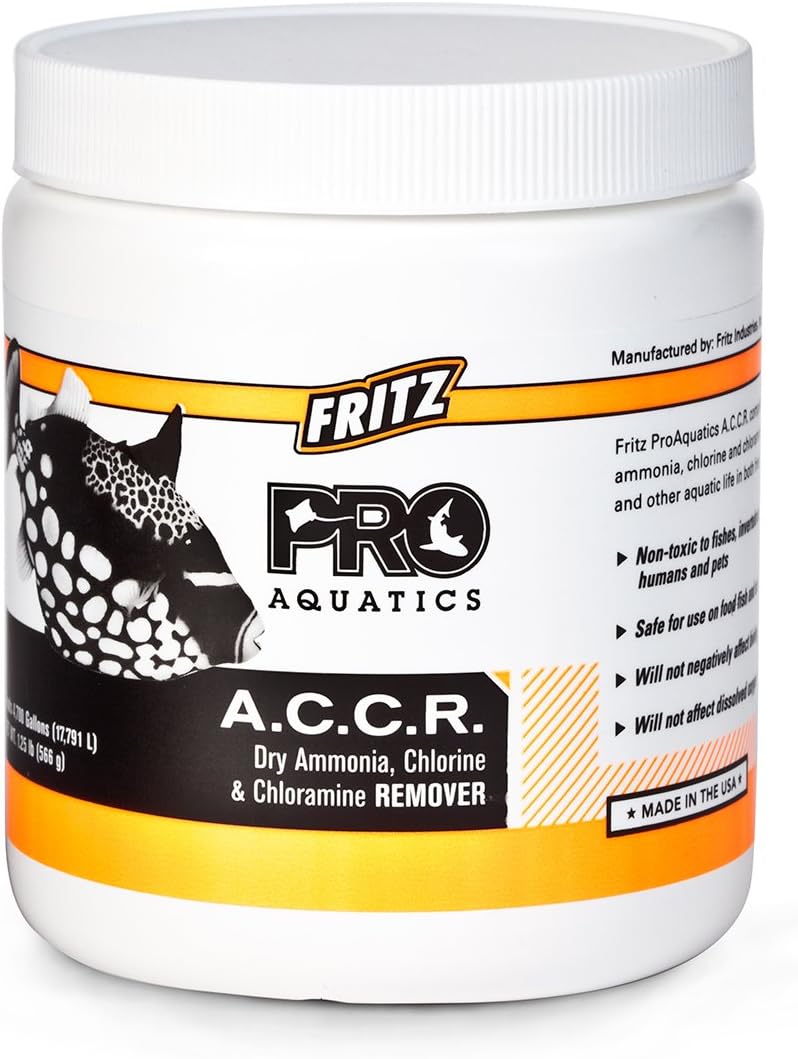 FRITZ
PRO
AQUATICS
A.C.C.R.
Dry Ammonia, Chlorine
& Chloramine REMOVER
Gallons (17,791 L)
1.25 lb (566 g)
Manufactured by: Fritz Industries,
Fritz ProAquatics A.C.C.R.
ammonia, chlorine and
and other aquatic life in both
▶ Non-toxic to fishes,
humans and pets
▶ Safe for use on food fish
▶ Will not negatively affect
▶ Will not affect dissolved
★ MADE IN THE USA ★